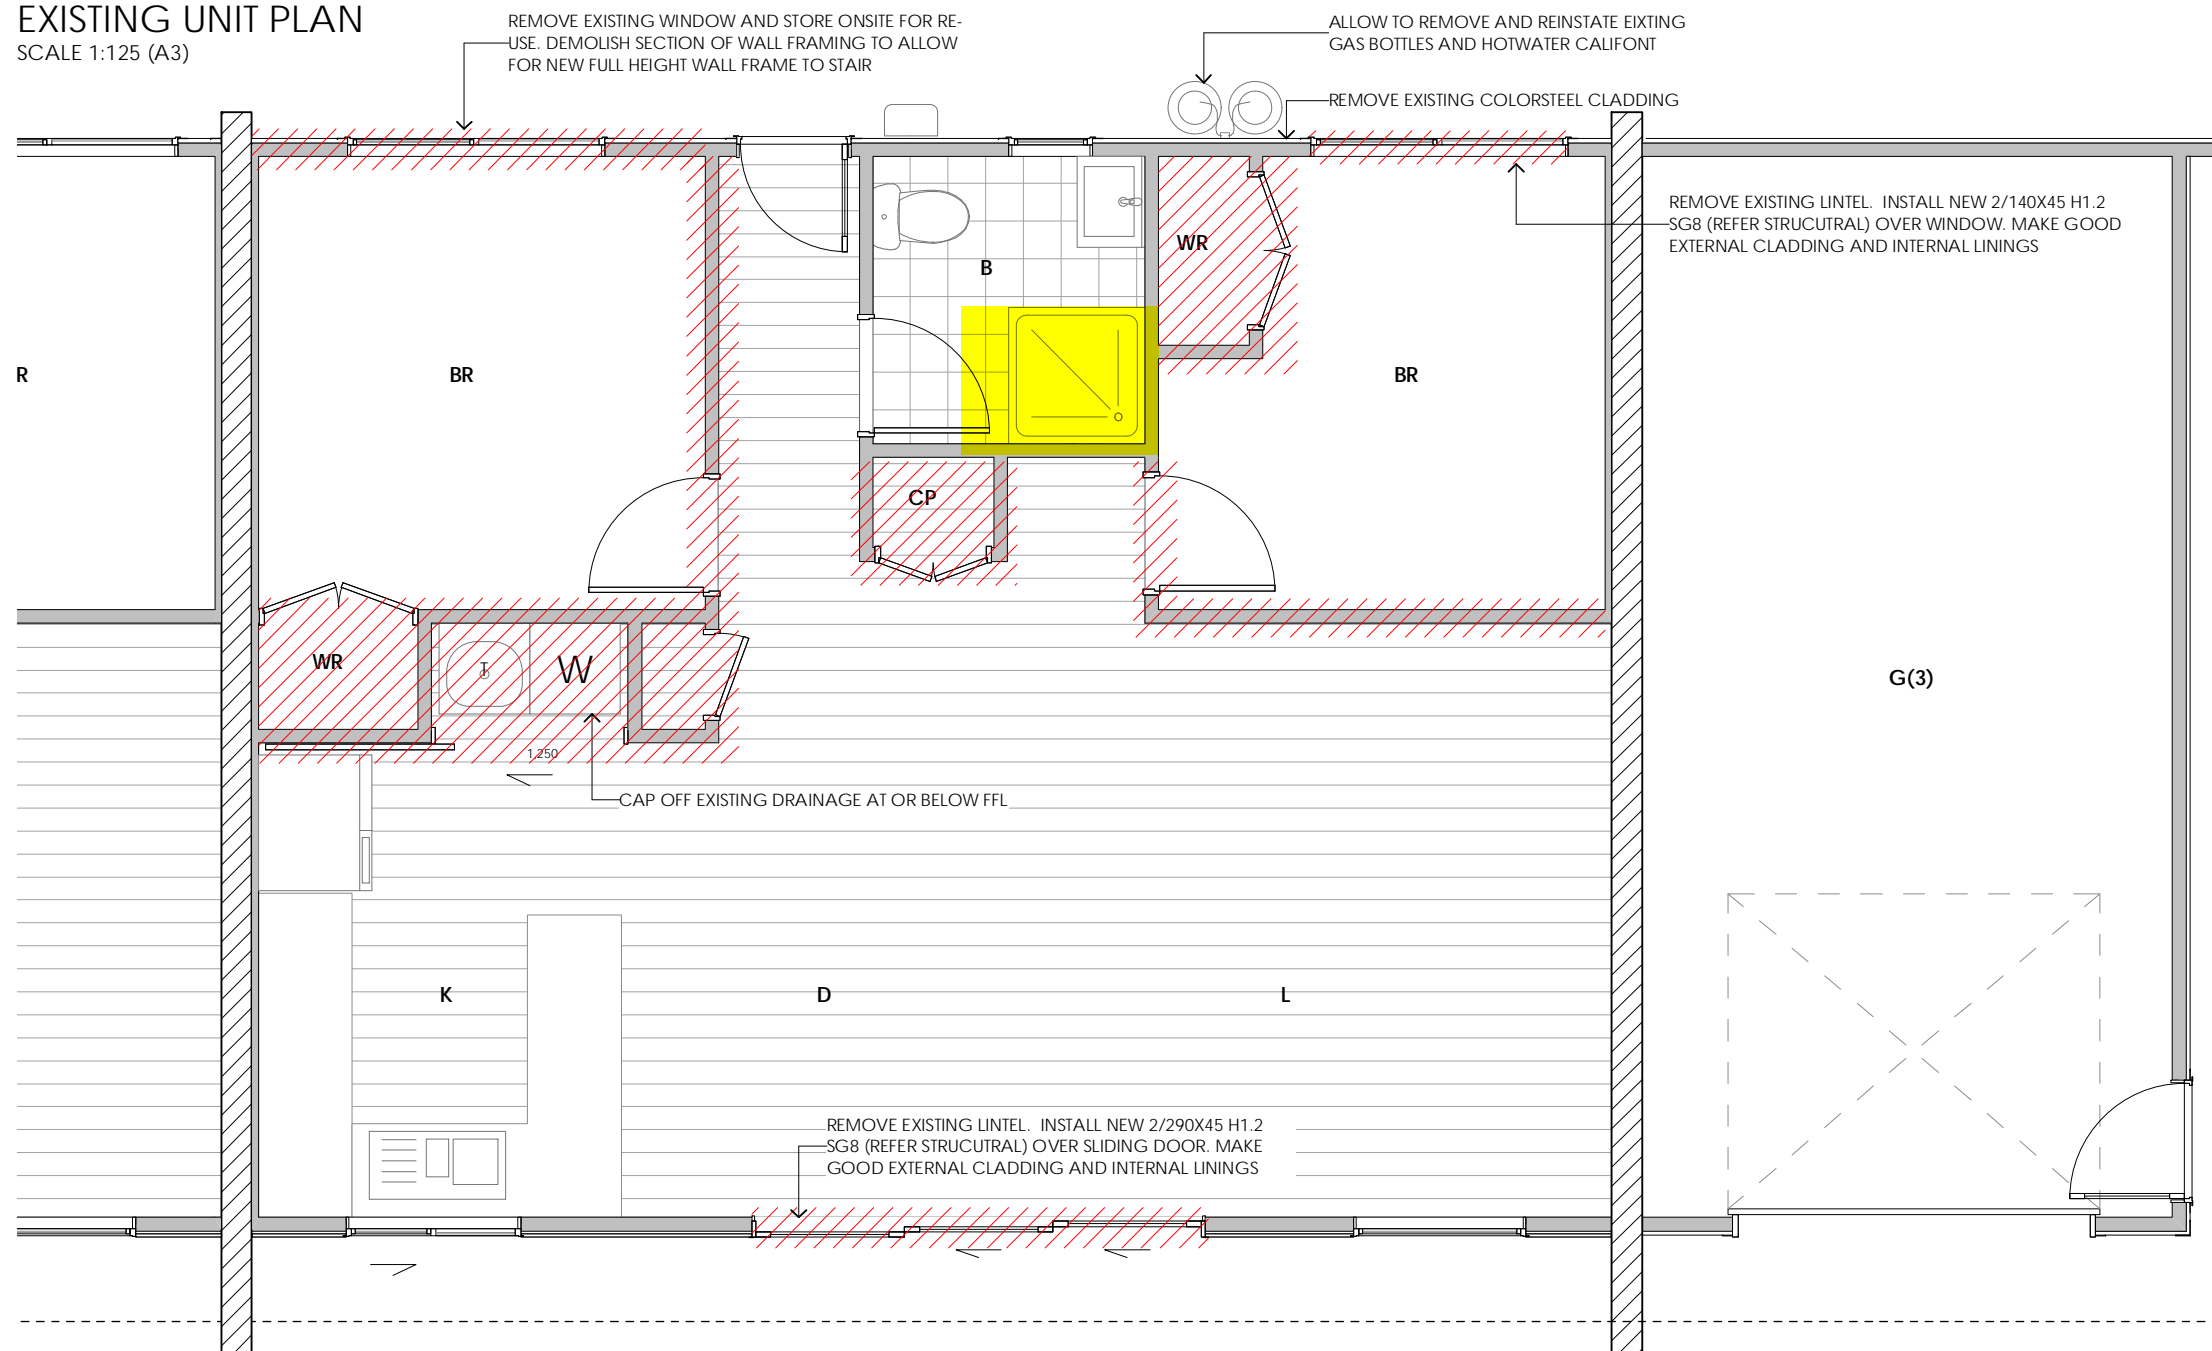 EXISTING UNIT PLAN
SCALE 1:125 (A3)
REMOVE EXISTING WINDOW AND STORE ONSITE FOR RE-
USE. DEMOLISH SECTION OF WALL FRAMING TO ALLOW
FOR NEW FULL HEIGHT WALL FRAME TO STAIR
ALLOW TO REMOVE AND REINSTATE EIXTING
GAS BOTTLES AND HOTWATER CALIFONT
REMOVE EXISTING COLORSTEEL CLADDING
REMOVE EXISTING LINTEL. INSTALL NEW 2/140X45 H1.2
SG8 (REFER STRUCUTRAL) OVER WINDOW. MAKE GOOD
EXTERNAL CLADDING AND INTERNAL LININGS
WR
B
R
BR
BR
CP
WR
W
G(3)
1:250
CAP OFF EXISTING DRAINAGE AT OR BELOW FFL
K
D
L
REMOVE EXISTING LINTEL. INSTALL NEW 2/290X45 H1.2
SG8 (REFER STRUCUTRAL) OVER SLIDING DOOR. MAKE
GOOD EXTERNAL CLADDING AND INTERNAL LININGS